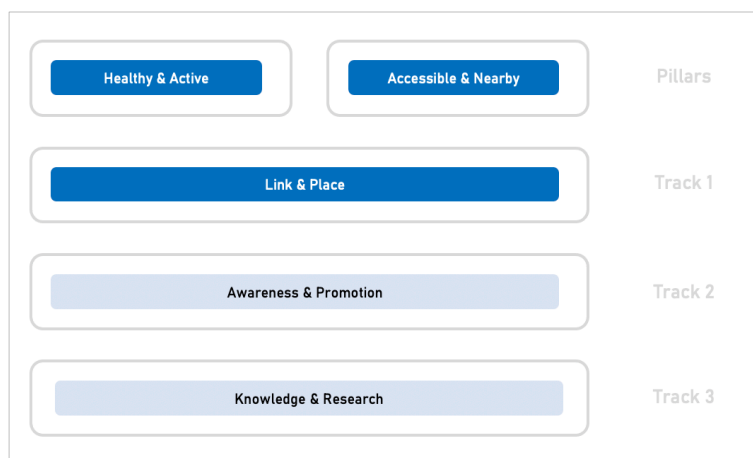 Healthy & Active
Accessible & Nearby
Pillars
Link & Place
Track 1
Awareness & Promotion
Track 2
Knowledge & Research
Track 3